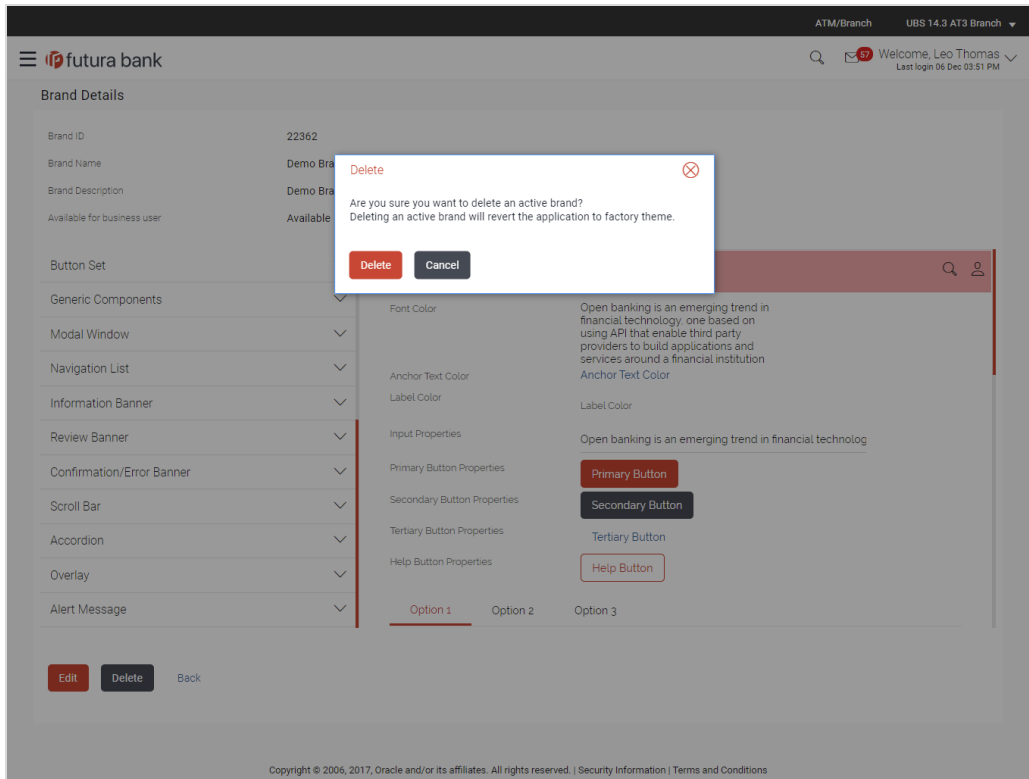 ATM/Branch UBS 14.3 AT3 Branch
futura bank
57
Welcome, Leo Thomas
Last login 06 Dec 03:51 PM
Brand Details
Brand ID 22362
Brand Name Demo Bra
Brand Description Demo Bra
Available for business user Available
Delete
Are you sure you want to delete an active brand?
Deleting an active brand will revert the application to factory theme.
Delete Cancel
Button Set
Generic Components
Modal Window
Navigation List
Information Banner
Review Banner
Confirmation/Error Banner
Scroll Bar
Accordion
Overlay
Alert Message
Font Color
Open banking is an emerging trend in
financial technology, one based on
using API that enable third party
providers to build applications and
services around a financial institution
Anchor Text Color Anchor Text Color
Label Color Label Color
Input Properties Open banking is an emerging trend in financial technolog
Primary Button Properties Primary Button
Secondary Button Properties Secondary Button
Tertiary Button Properties Tertiary Button
Help Button Properties Help Button
Option 1 Option 2 Option 3
Edit Delete Back
Copyright © 2006, 2017, Oracle and/or its affiliates. All rights reserved. | Security Information | Terms and Conditions